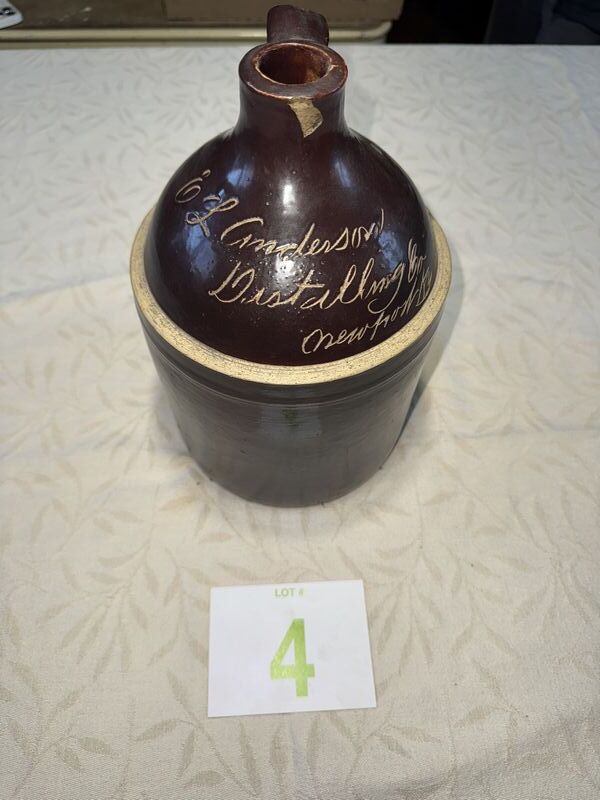 E L Anderson
Distilling Co
Newport Ky
LOT #
4